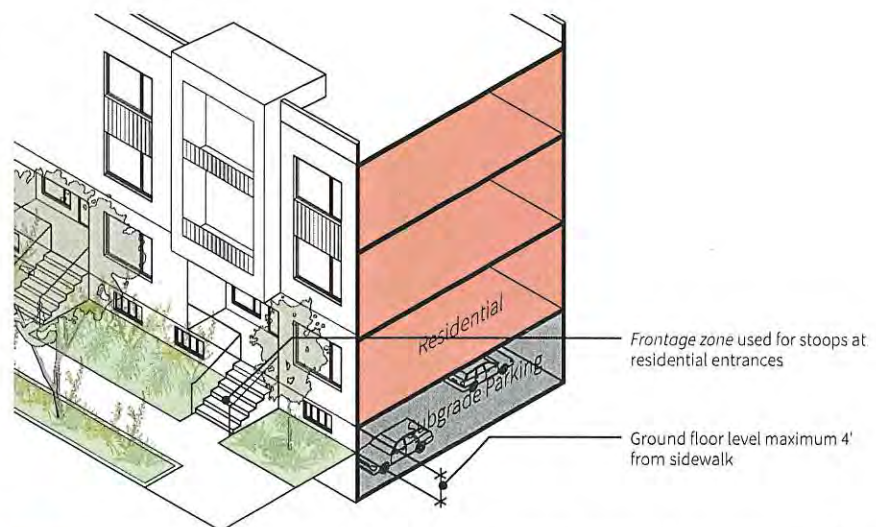 Residential
Subgrade Parking
Frontage zone used for stoops at
residential entrances
Ground floor level maximum 4'
from sidewalk